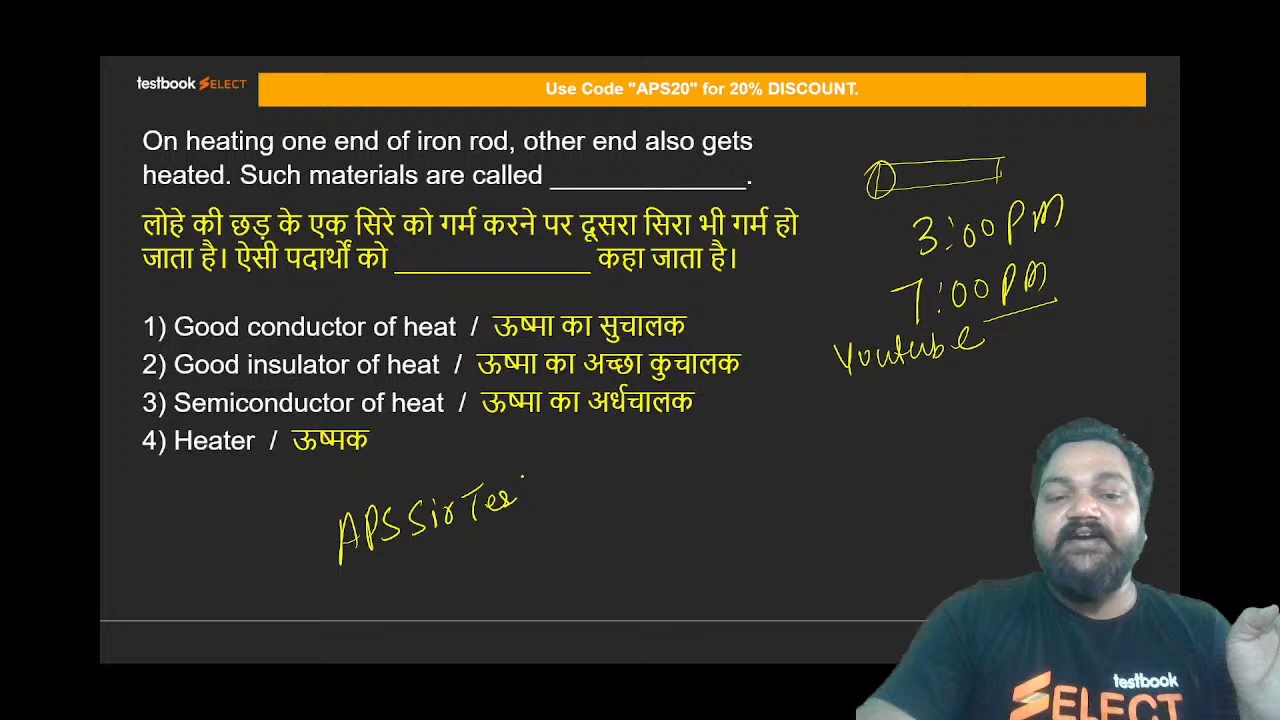 testbook SELECT
Use Code "APS20" for 20% DISCOUNT.
On heating one end of iron rod, other end also gets
heated. Such materials are called _____________.
लोहे की छड़ के एक सिरे को गर्म करने पर दूसरा सिरा भी गर्म हो
जाता है। ऐसी पदार्थों को _____________ कहा जाता है।
1) Good conductor of heat / ऊष्मा का सुचालक
2) Good insulator of heat / ऊष्मा का अच्छा कुचालक
3) Semiconductor of heat / ऊष्मा का अर्धचालक
4) Heater / ऊष्मक
3:00 PM
7:00 PM
Youtube
APSSir
testbook
SELECT